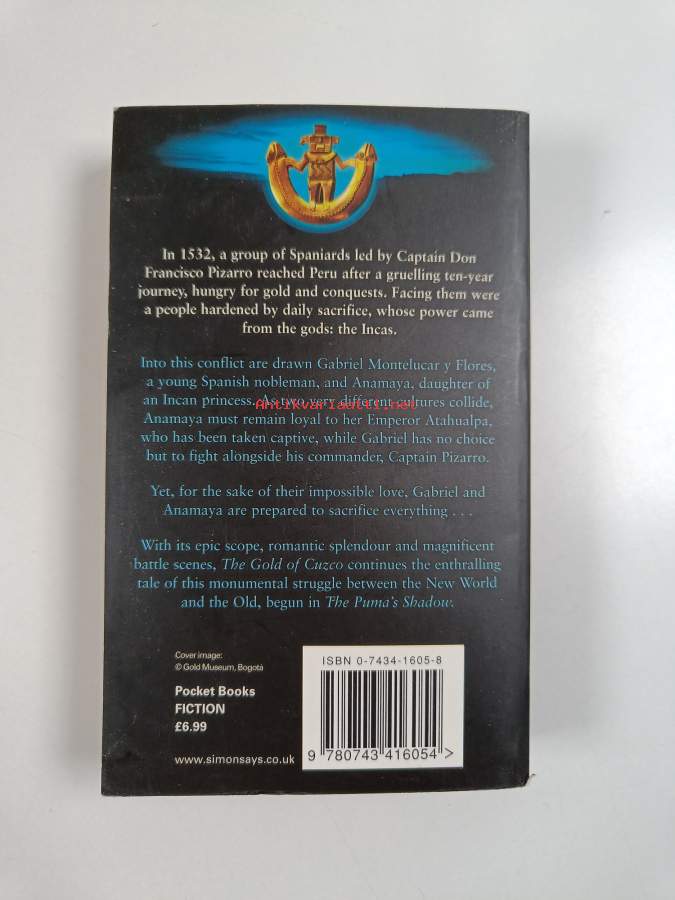 In 1532, a group of Spaniards led by Captain Don
Francisco Pizarro reached Peru after a gruelling ten-year
journey, hungry for gold and conquests. Facing them were
a people hardened by daily sacrifice, whose power came
from the gods: the Incas.
Into this conflict are drawn Gabriel Montelucar y Flores,
a young Spanish nobleman, and Anamaya, daughter of
an Incan princess. As two very different cultures collide,
Antikvariaatti.net
Anamaya must remain loyal to her Emperor Atahualpa,
who has been taken captive, while Gabriel has no choice
but to fight alongside his commander, Captain Pizarro.
Yet, for the sake of their impossible love, Gabriel and
Anamaya are prepared to sacrifice everything . . .
With its epic scope, romantic splendour and magnificent
battle scenes, The Gold of Cuzco continues the enthralling
tale of this monumental struggle between the New World
and the Old, begun in The Puma's Shadow.
Cover image:
© Gold Museum, Bogotá
Pocket Books
FICTION
£6.99
www.simonsays.co.uk
ISBN 0-7434-1605-8
9 780743 416054 >